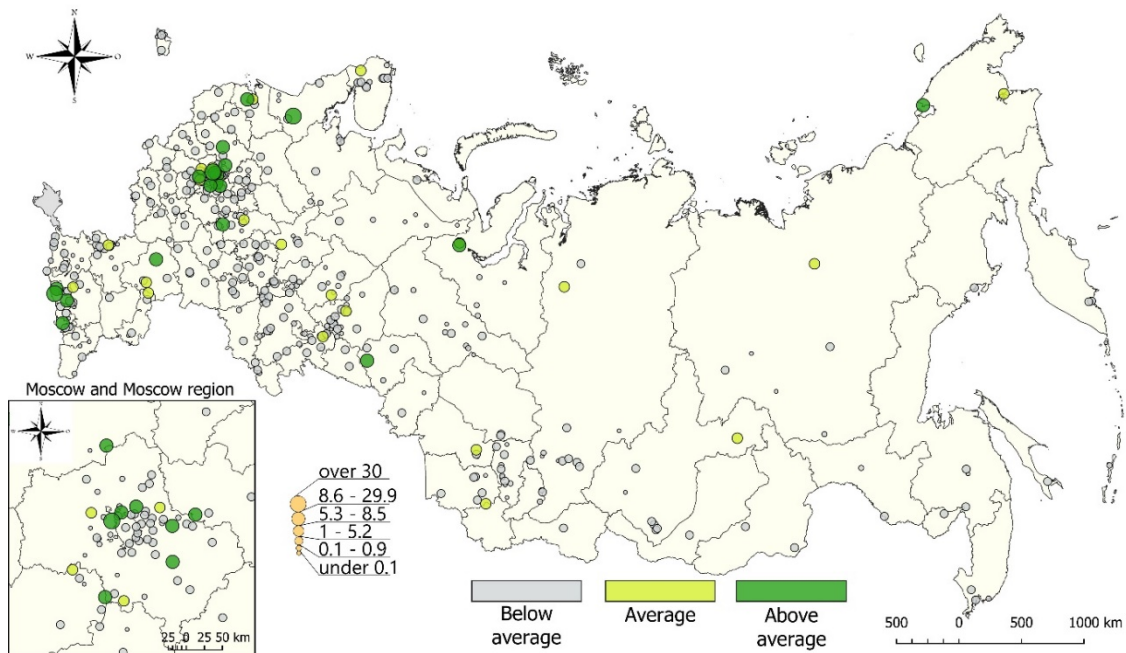 N
W
O
S
Moscow and Moscow region
over 30
8.6 - 29.9
5.3 - 8.5
1 - 5.2
0.1 - 0.9
under 0.1
25 0 25 50 km
Below
average
Average
Above
average
500 0 500 1000 km